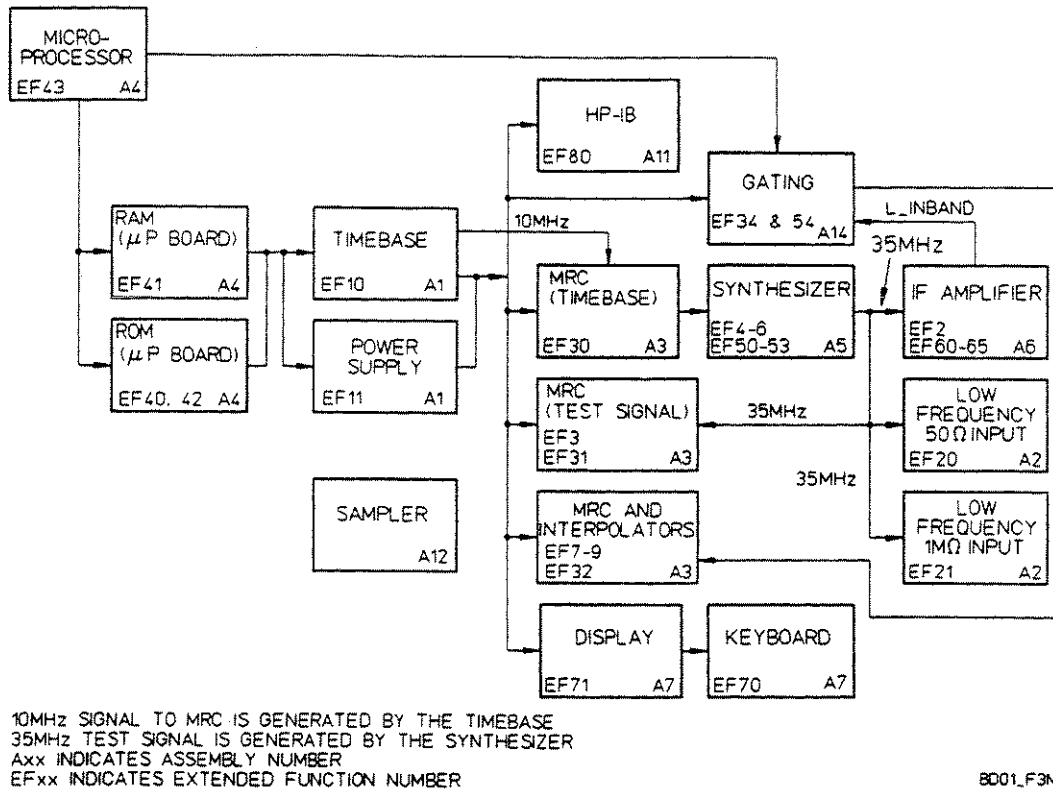 MICRO-
PROCESSOR
EF43 A4
HP-IB
EF80 A11
GATING
EF34 & 54 A14
L_INBAND
RAM
(μP BOARD)
EF41 A4
TIMEBASE
EF10 A1
10MHz
MRC
(TIMEBASE)
EF30 A3
SYNTHESIZER
EF4-6
EF50-53 A5
35MHz
IF AMPLIFIER
EF2
EF60-65 A6
ROM
(μP BOARD)
EF40, 42 A4
POWER
SUPPLY
EF11 A1
MRC
(TEST SIGNAL)
EF3
EF31 A3
35MHz
LOW
FREQUENCY
50Ω INPUT
EF20 A2
35MHz
SAMPLER
A12
MRC AND
INTERPOLATORS
EF7-9
EF32 A3
LOW
FREQUENCY
1MΩ INPUT
EF21 A2
DISPLAY
EF71 A7
KEYBOARD
EF70 A7
10MHz SIGNAL TO MRC IS GENERATED BY THE TIMEBASE
35MHz TEST SIGNAL IS GENERATED BY THE SYNTHESIZER
Axx INDICATES ASSEMBLY NUMBER
EFxx INDICATES EXTENDED FUNCTION NUMBER
BD01_F3N